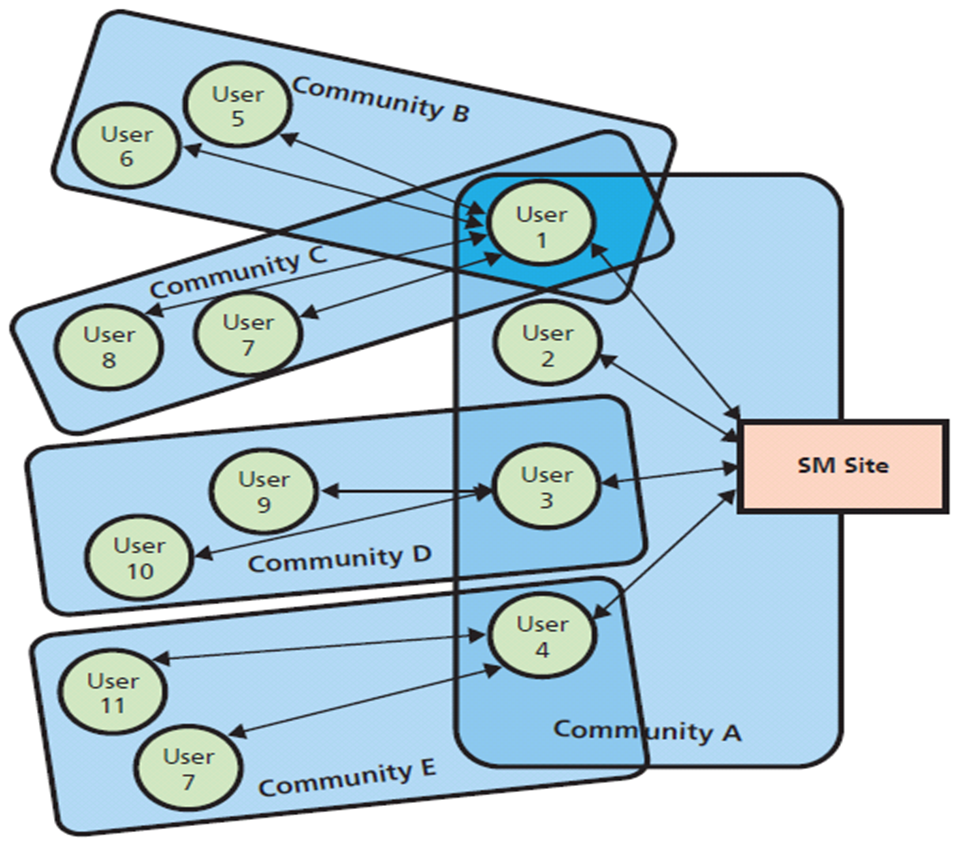 Community B
User
5
User
6
User
1
Community C
User
7
User
8
User
2
SM Site
User
3
User
9
User
10
Community D
User
4
User
11
User
7
Community A
Community E